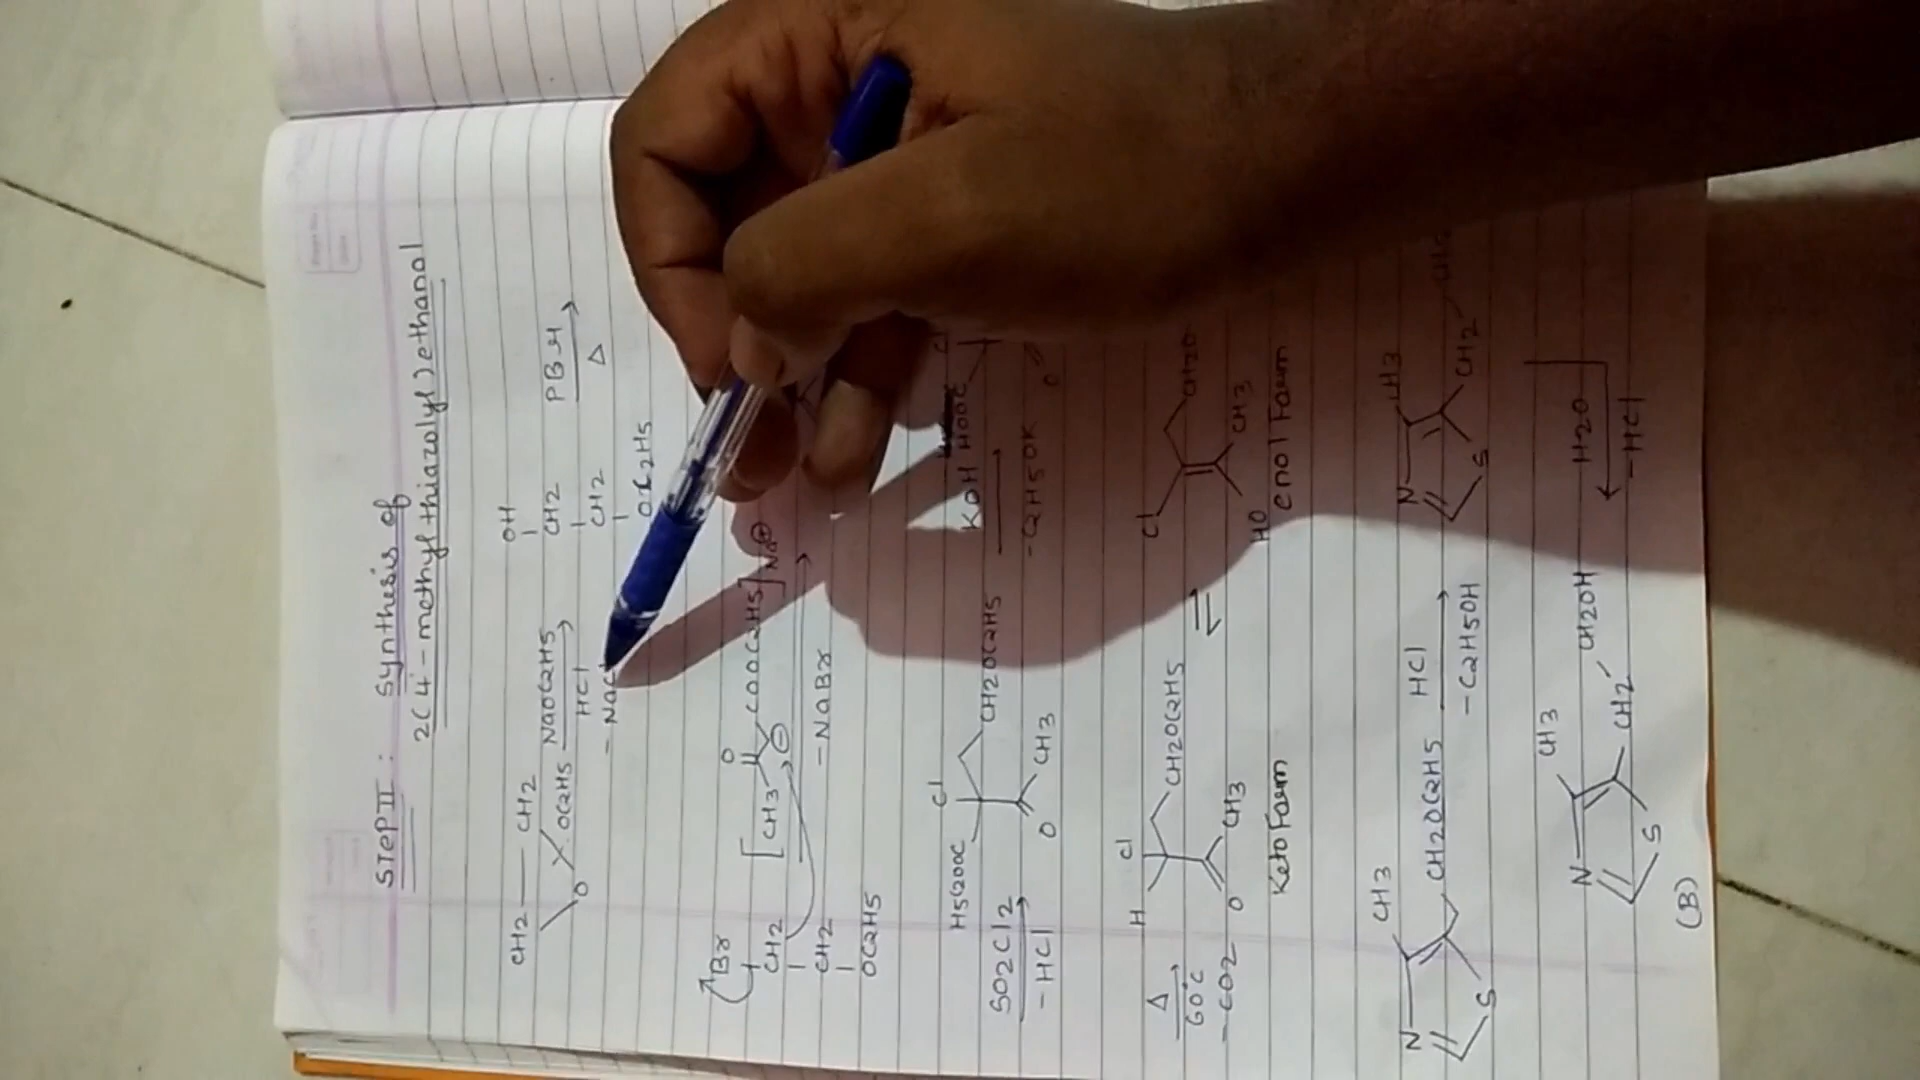 STEP II : Synthesis of
2(4'-methyl thiazolyl) ethanol
OH
CH2 — CH2 NaOC2H5 CH2 PBr
O OC2H5 HCl CH2 Δ
- NaCl OC2H5
Br O
CH2 [CH3 COOC2H5] Na⊕
CH2 ⊖ - NaBr
OC2H5
H5C2OOC Cl KOH HOOC
SO2Cl2 CH2OC2H5
- HCl O CH3 - C2H5OK O
H Cl Cl
Δ CH2OC2H5 ⇌ CH2O
60°C CH3
- CO2 O CH3 HO
Keto Form enol Form
CH3 CH3
N CH2OC2H5 HCl N CH2
S - C2H5OH S
CH3 H2O
N CH2 CH2OH - HCl
S
(B)